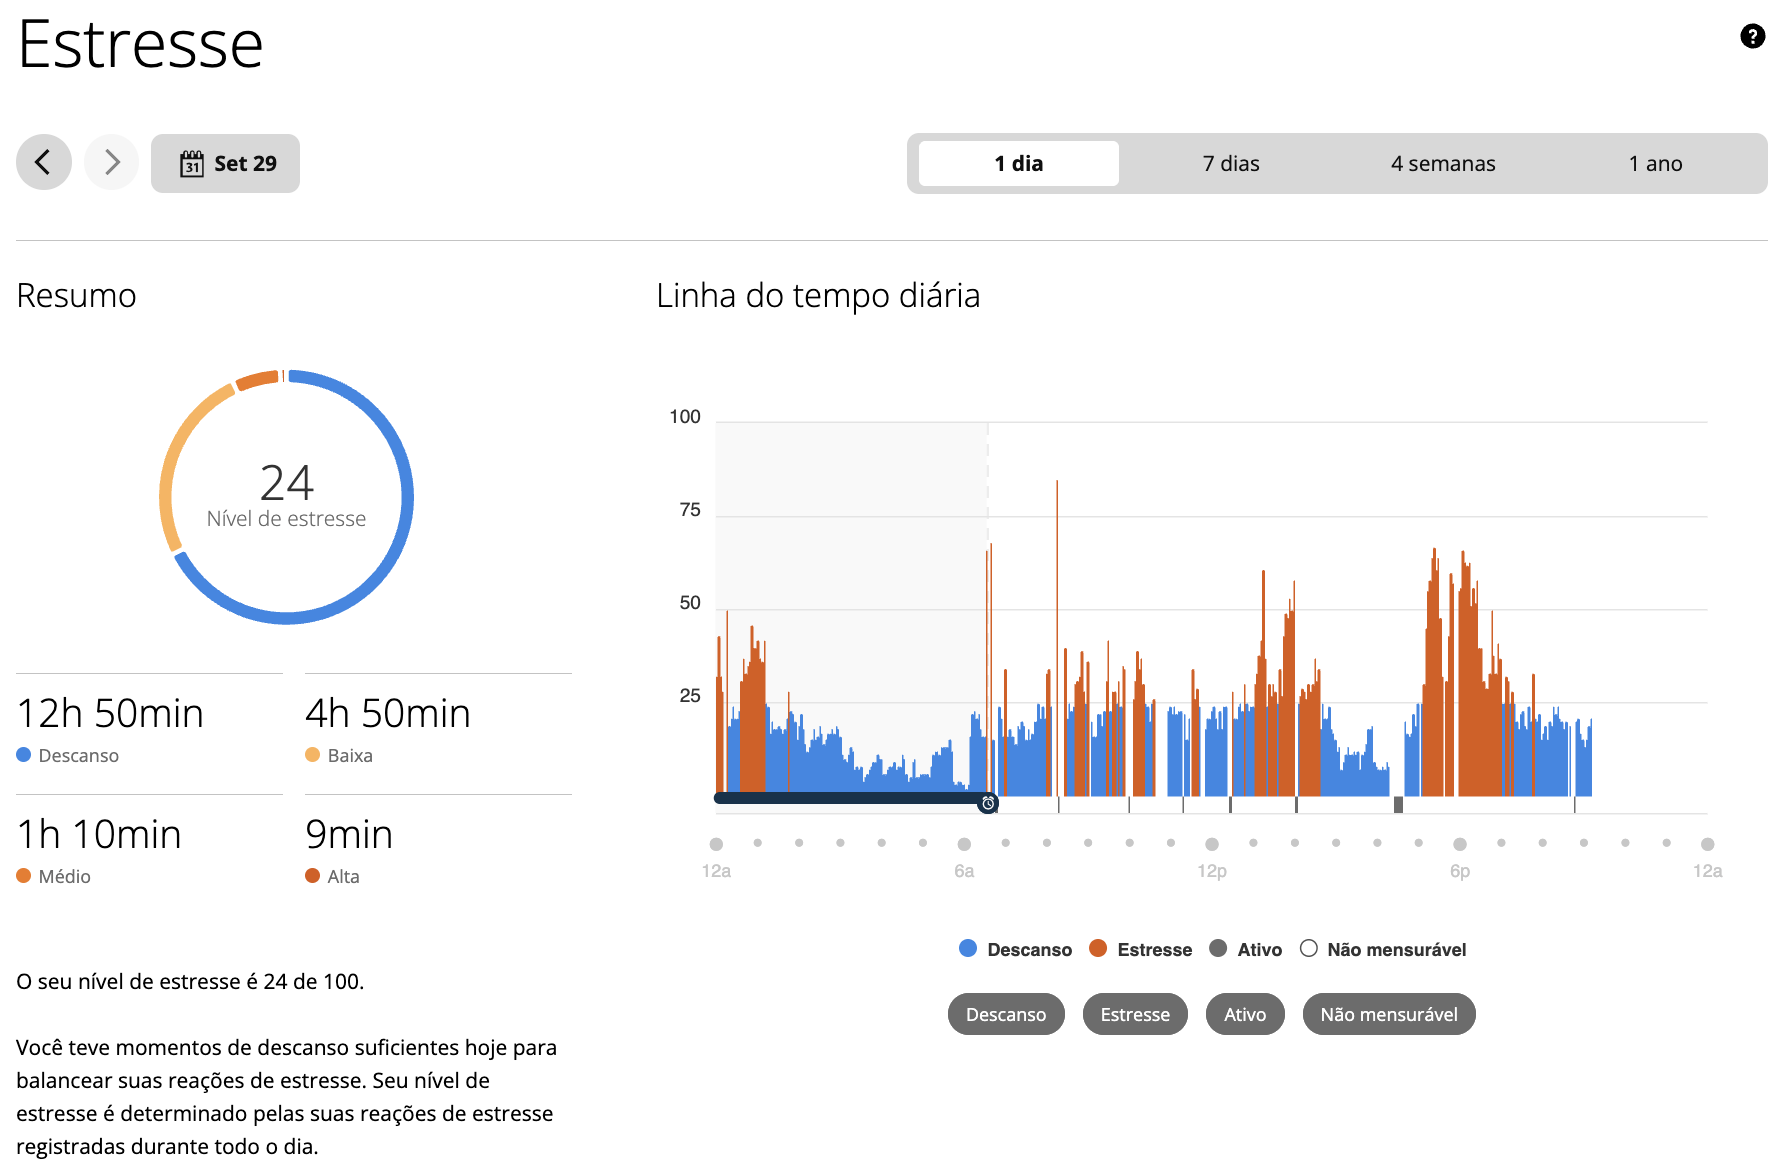 Estresse
?
31
Set 29
1 dia
7 dias
4 semanas
1 ano
Resumo
24
Nível de estresse
12h 50min
Descanso
4h 50min
Baixa
1h 10min
Médio
9min
Alta
O seu nível de estresse é 24 de 100.
Você teve momentos de descanso suficientes hoje para
balancear suas reações de estresse. Seu nível de
estresse é determinado pelas suas reações de estresse
registradas durante todo o dia.
Linha do tempo diária
100
75
50
25
12a
6a
12p
6p
12a
Descanso
Estresse
Ativo
Não mensurável
Descanso
Estresse
Ativo
Não mensurável